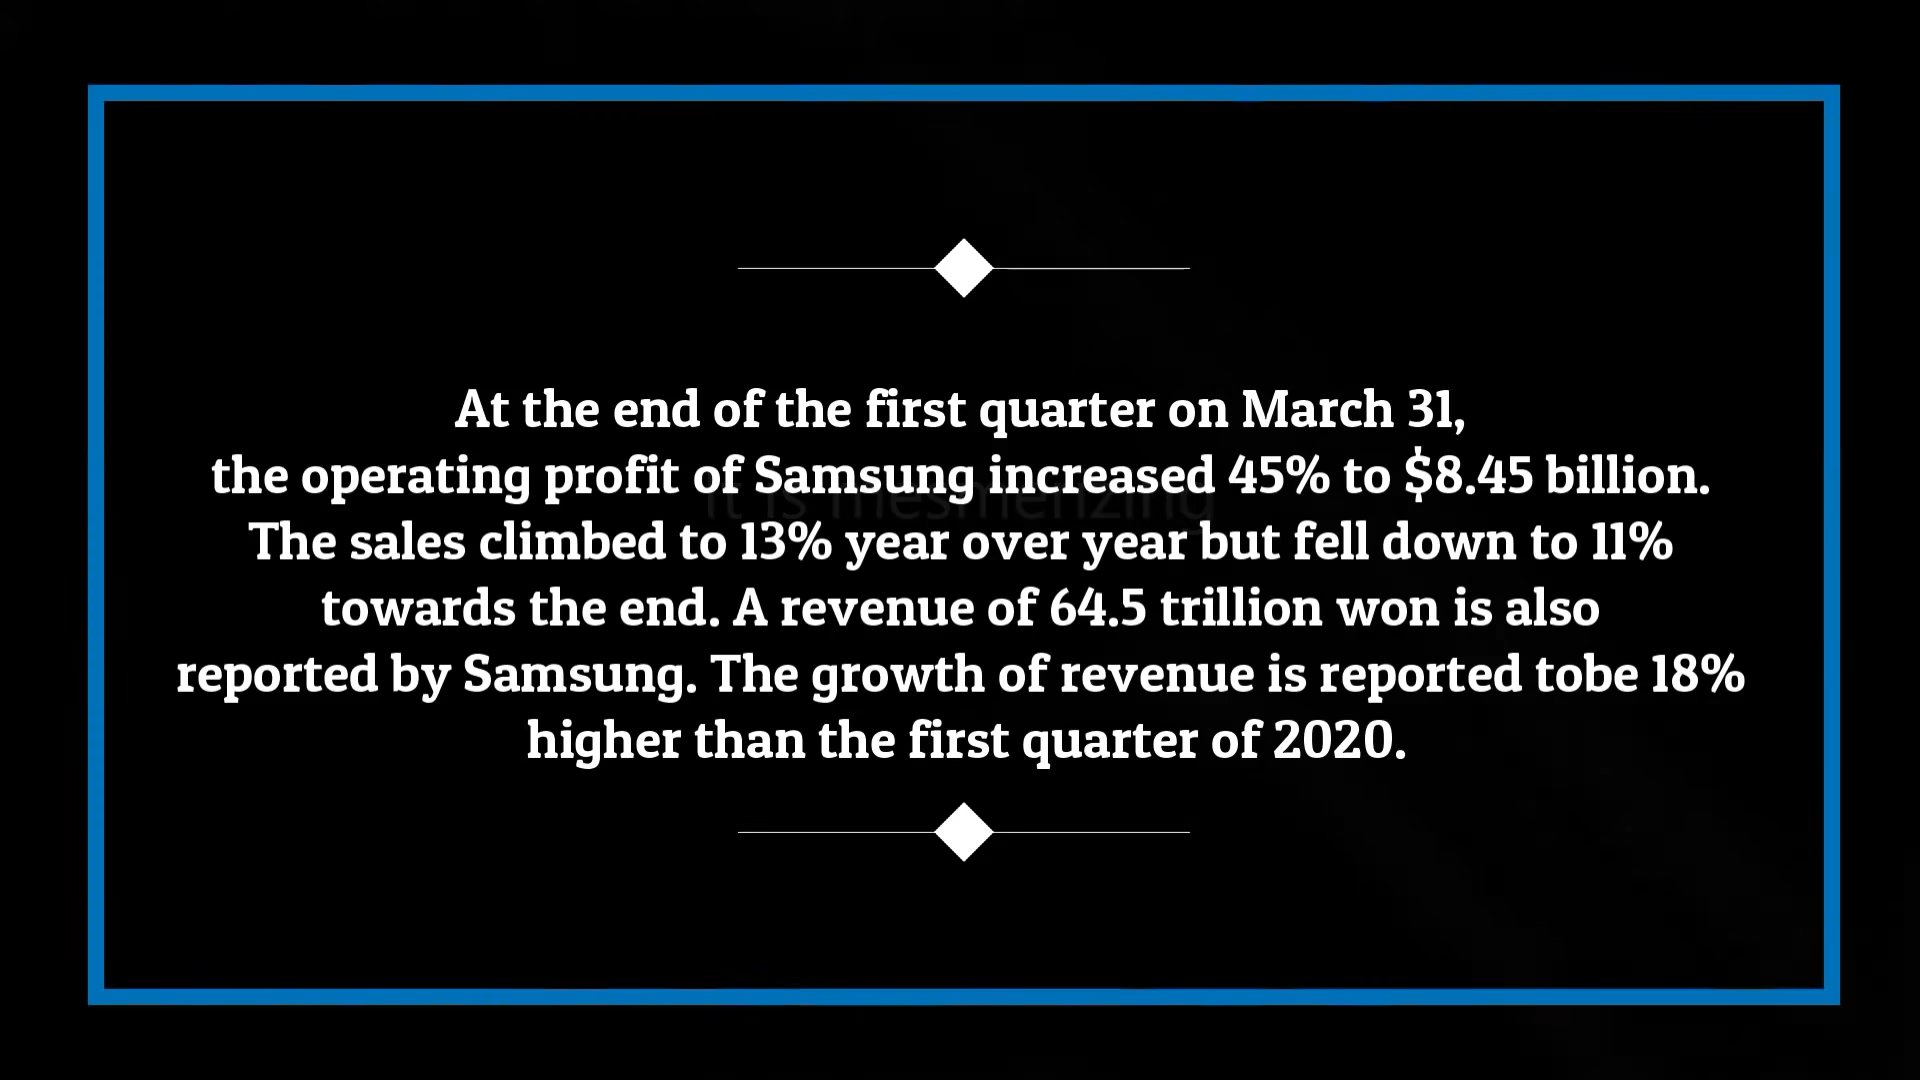 At the end of the first quarter on March 31,
the operating profit of Samsung increased 45% to $8.45 billion.
It is mesmerizing
The sales climbed to 13% year over year but fell down to 11%
towards the end. A revenue of 64.5 trillion won is also
reported by Samsung. The growth of revenue is reported tobe 18%
higher than the first quarter of 2020.